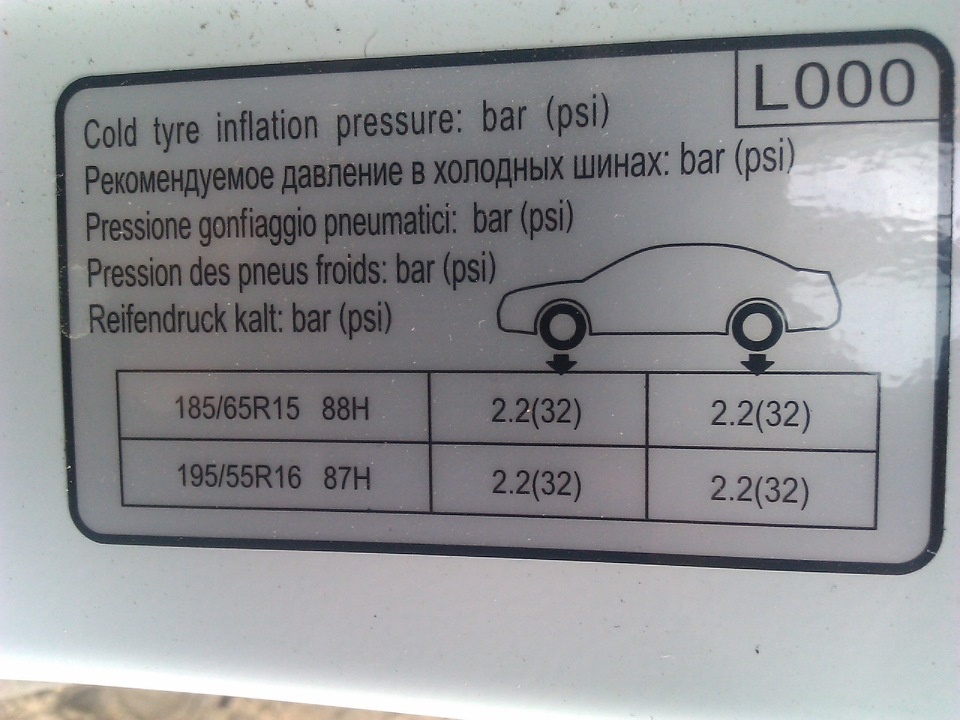 L000
Cold tyre inflation pressure: bar (psi)
Рекомендуемое давление в холодных шинах: bar (psi)
Pressione gonfiaggio pneumatici: bar (psi)
Pression des pneus froids: bar (psi)
Reifendruck kalt: bar (psi)
185/65R15 88H 2.2(32) 2.2(32)
195/55R16 87H 2.2(32) 2.2(32)